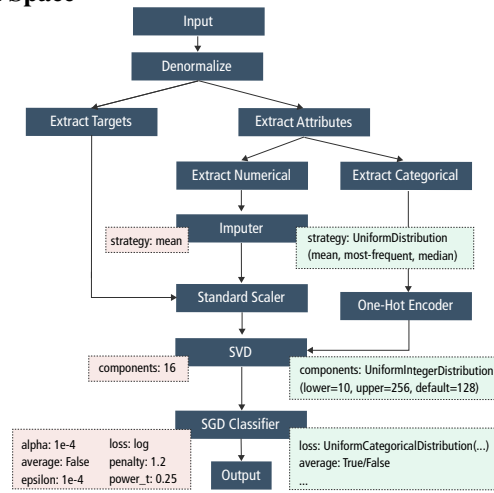 Space
Input
Denormalize
Extract Targets
Extract Attributes
Extract Numerical
Extract Categorical
Imputer
strategy: mean
strategy: UniformDistribution
(mean, most-frequent, median)
Standard Scaler
One-Hot Encoder
SVD
components: 16
components: UniformIntegerDistribution
(lower=10, upper=256, default=128)
SGD Classifier
alpha: 1e-4 loss: log
average: False penalty: 1.2
epsilon: 1e-4 power_t: 0.25
loss: UniformCategoricalDistribution(...)
average: True/False
...
Output